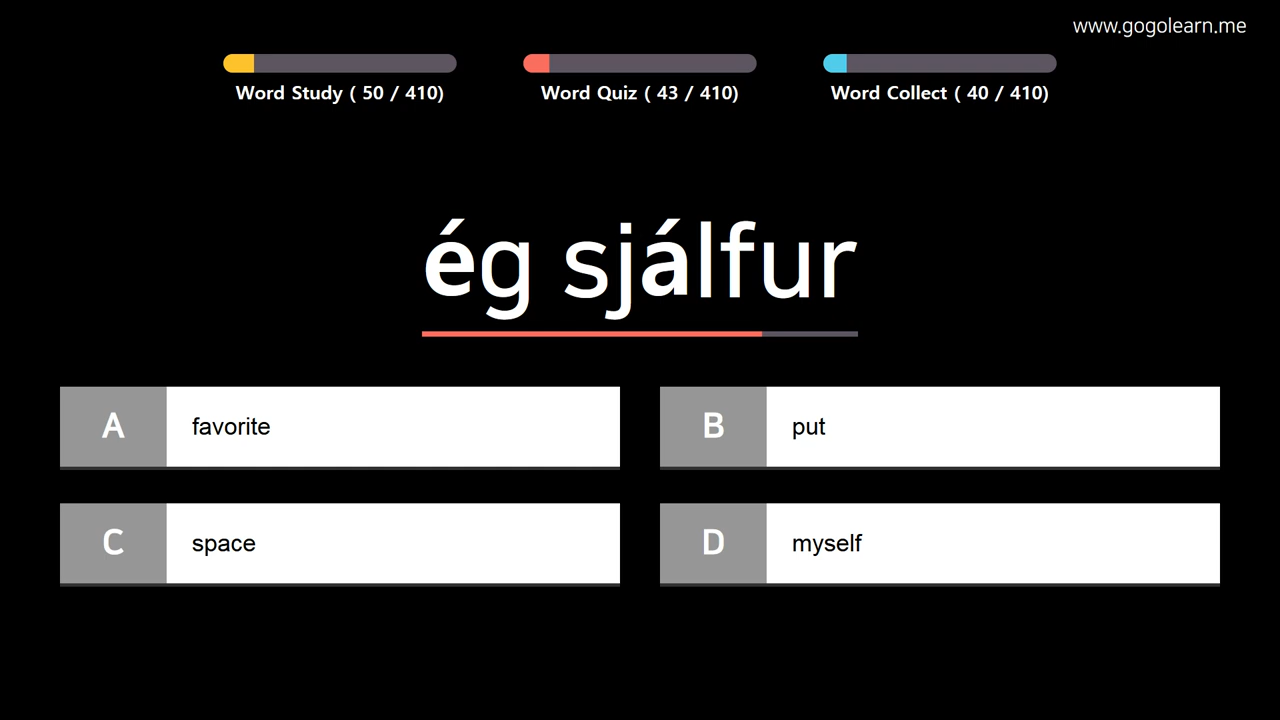 www.gogolearn.me
Word Study ( 50 / 410)
Word Quiz ( 43 / 410)
Word Collect ( 40 / 410)
ég sjálfur
A favorite
B put
C space
D myself